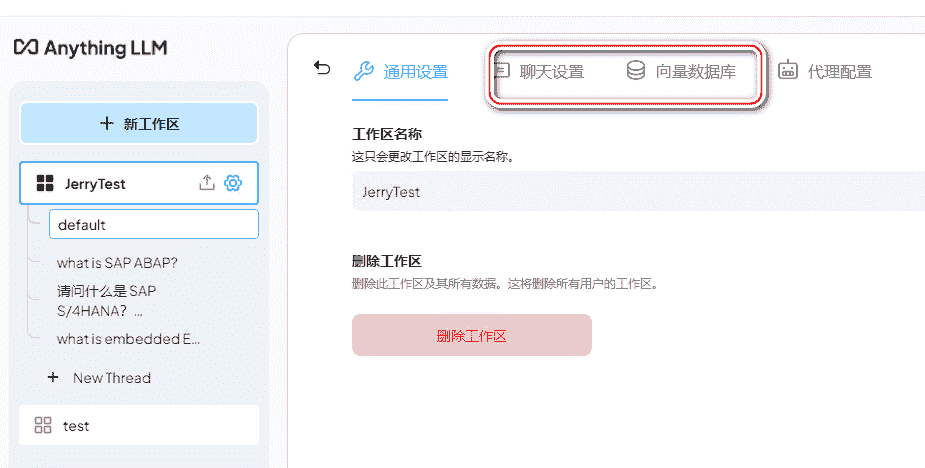 Anything LLM
新工作区
JerryTest
default
what is SAP ABAP?
请问什么是 SAP
S/4HANA？...
what is embedded E...
New Thread
test
通用设置
聊天设置
向量数据库
代理配置
工作区名称
这只会更改工作区的显示名称。
JerryTest
删除工作区
删除此工作区及其所有数据。这将删除所有用户的工作区。
删除工作区